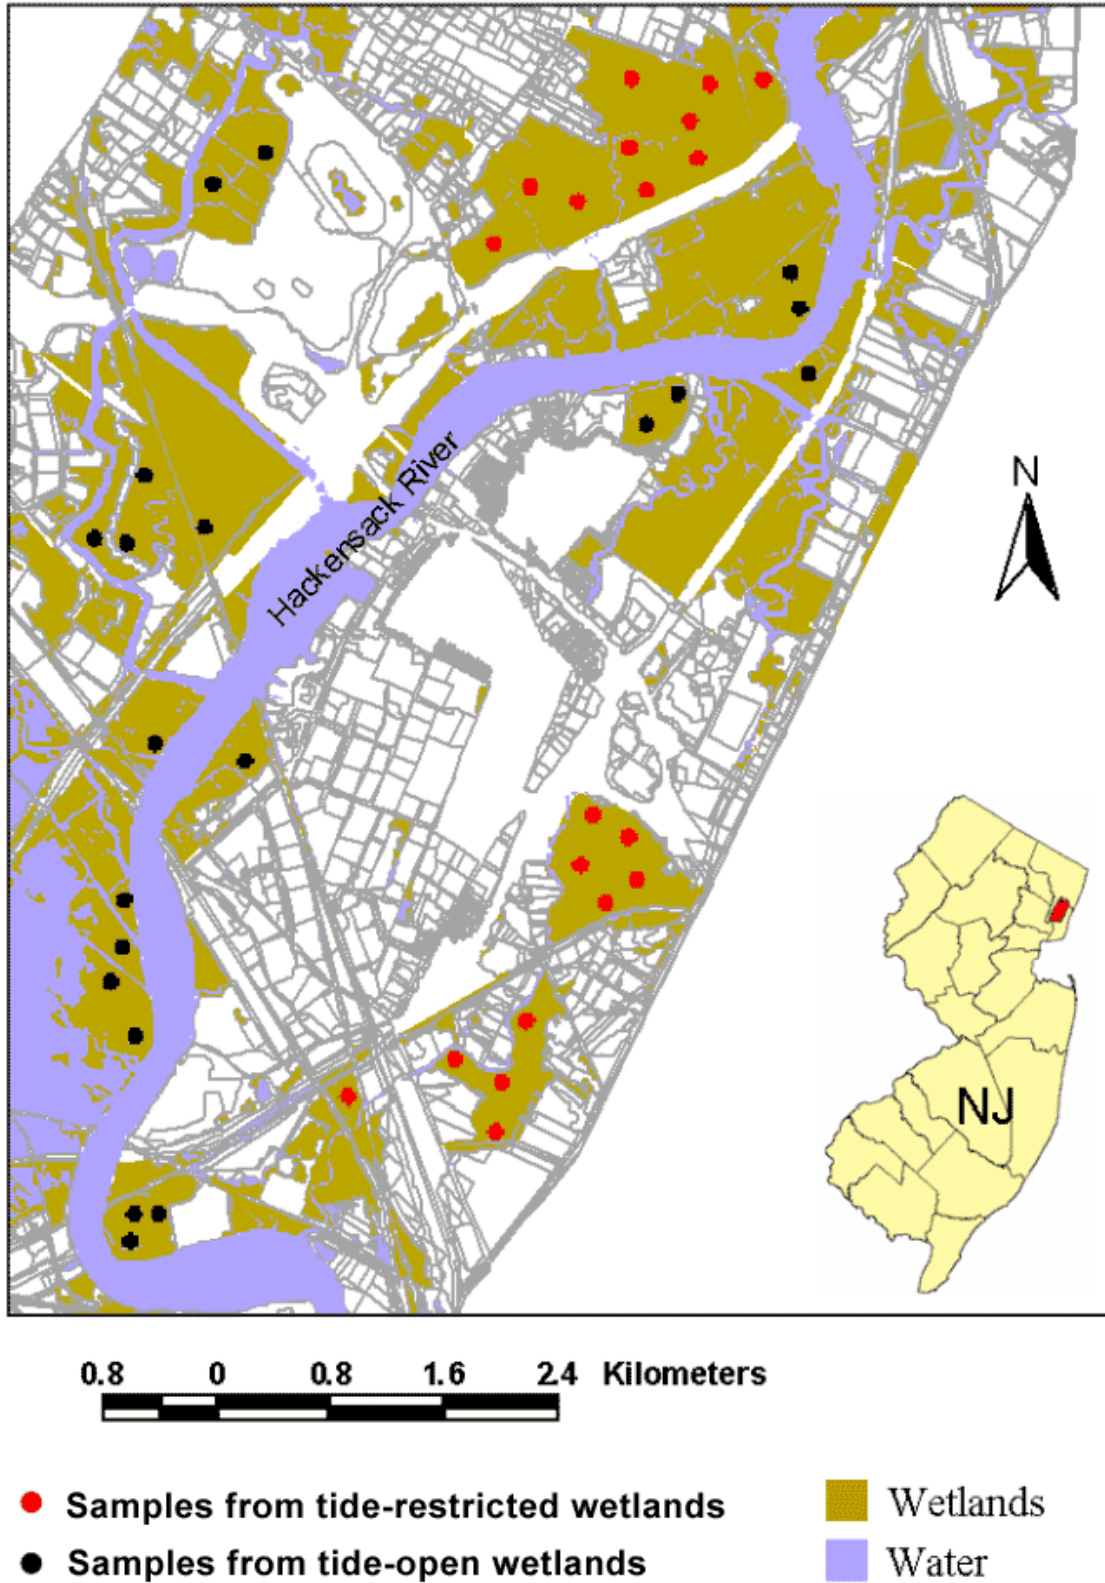 Hackensack River
N
NJ
0.8 0 0.8 1.6 2.4 Kilometers
Samples from tide-restricted wetlands
Samples from tide-open wetlands
Wetlands
Water